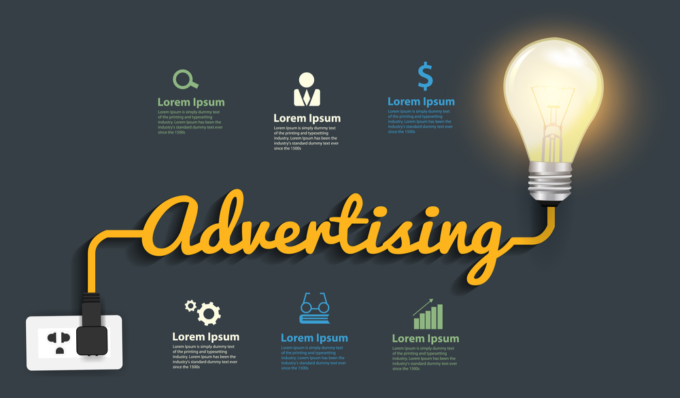 Lorem Ipsum
Lorem Ipsum is simply dummy text
of the printing and typesetting
industry. Lorem Ipsum has been the
industry's standard dummy text ever
since the 1500s
Lorem Ipsum
Lorem Ipsum is simply dummy text
of the printing and typesetting
industry. Lorem Ipsum has been the
industry's standard dummy text ever
since the 1500s
$
Lorem Ipsum
Lorem Ipsum is simply dummy text
of the printing and typesetting
industry. Lorem Ipsum has been the
industry's standard dummy text ever
since the 1500s
Advertising
Lorem Ipsum
Lorem Ipsum is simply dummy text
of the printing and typesetting
industry. Lorem Ipsum has been the
industry's standard dummy text ever
since the 1500s
Lorem Ipsum
Lorem Ipsum is simply dummy text
of the printing and typesetting
industry. Lorem Ipsum has been the
industry's standard dummy text ever
since the 1500s
Lorem Ipsum
Lorem Ipsum is simply dummy text
of the printing and typesetting
industry. Lorem Ipsum has been the
industry's standard dummy text ever
since the 1500s